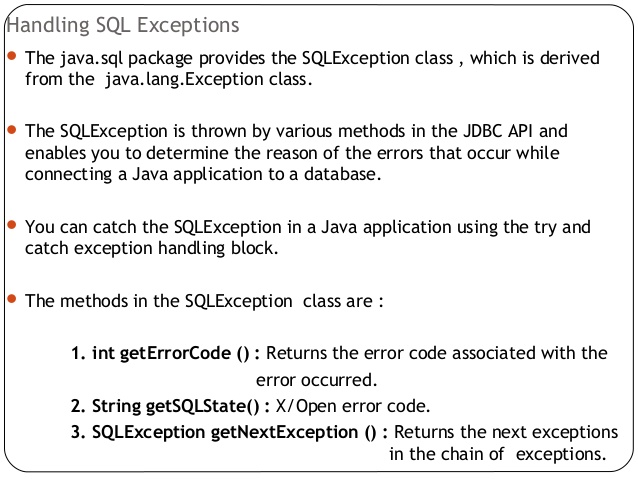 Handling SQL Exceptions
• The java.sql package provides the SQLException class , which is derived
from the  java.lang.Exception class.
• The SQLException is thrown by various methods in the JDBC API and
enables you to determine the reason of the errors that occur while
connecting a Java application to a database.
• You can catch the SQLException in a Java application using the try and
catch exception handling block.
• The methods in the SQLException  class are :
1. int getErrorCode () : Returns the error code associated with the
error occurred.
2. String getSQLState() : X/Open error code.
3. SQLException getNextException () : Returns the next exceptions
in the chain of  exceptions.